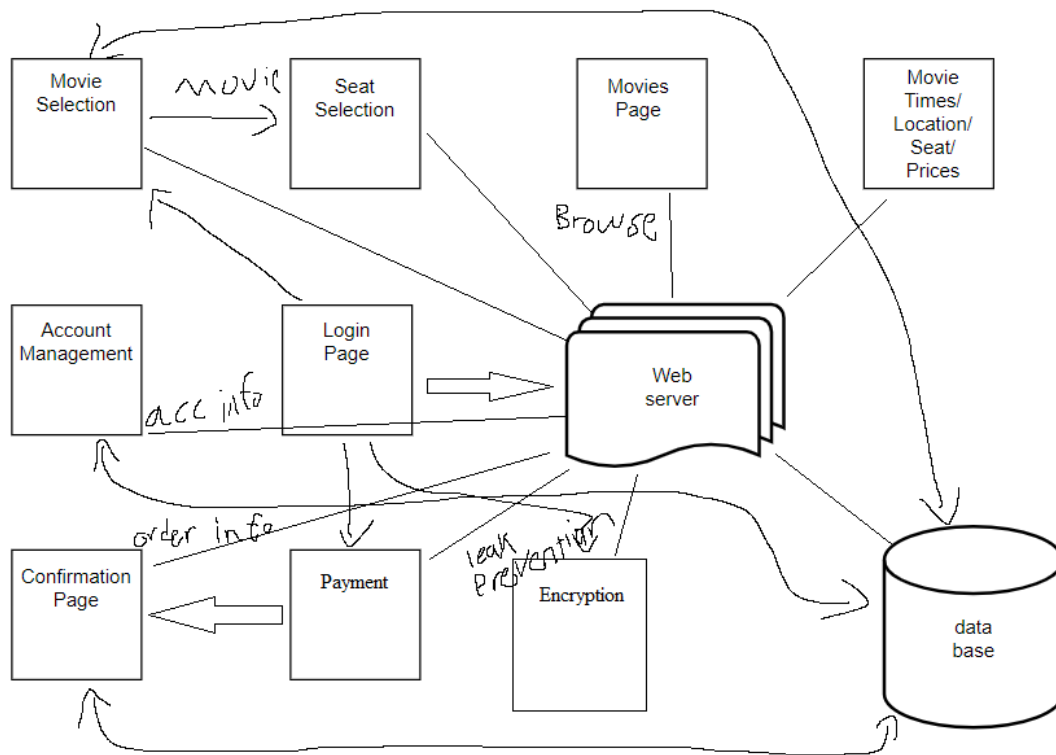 Movie
Selection
movie
Seat
Selection
Movies
Page
Movie
Times/
Location/
Seat/
Prices
Browse
Account
Management
Login
Page
Web
server
acc info
order info
leak
prevention
Confirmation
Page
Payment
Encryption
data
base